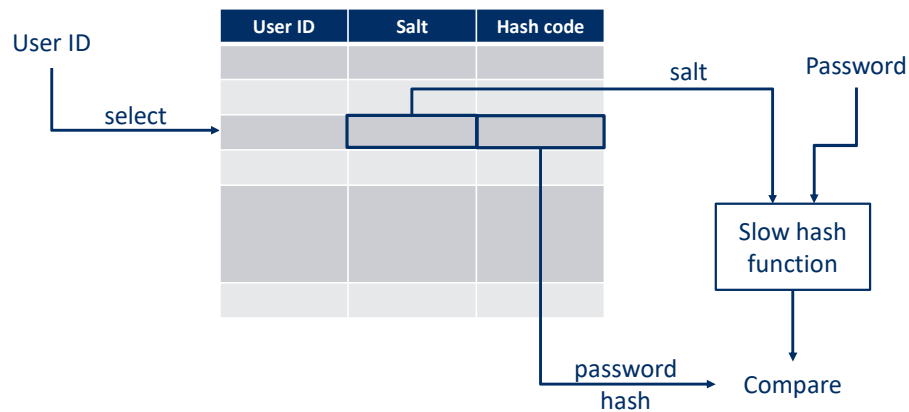 User ID Salt Hash code
User ID
salt
Password
select
Slow hash
function
password
hash
Compare